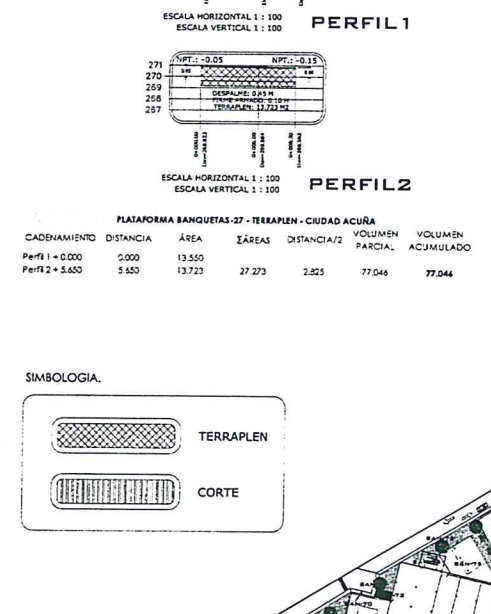 ESCALA HORIZONTAL 1 : 100
ESCALA VERTICAL 1 : 100
PERFIL1
NPT.: -0.05 NPT.: -0.15
271
270
269
268
267
DESPALME: 0.45 M
FIRME ARMADO: 0.10 M
TERRAPLEN: 13.723 M2
ESCALA HORIZONTAL 1 : 100
ESCALA VERTICAL 1 : 100
PERFIL2
PLATAFORMA BANQUETAS-27 - TERRAPLEN - CIUDAD ACUÑA
CADENAMIENTO DISTANCIA ÁREA ΣÁREAS DISTANCIA/2 VOLUMEN PARCIAL VOLUMEN ACUMULADO
Perfil 1 + 0.000 0.000 13.550
Perfil 2 + 5.650 5.650 13.723 27.273 2.825 77.046 77.046
SIMBOLOGIA.
TERRAPLEN
CORTE